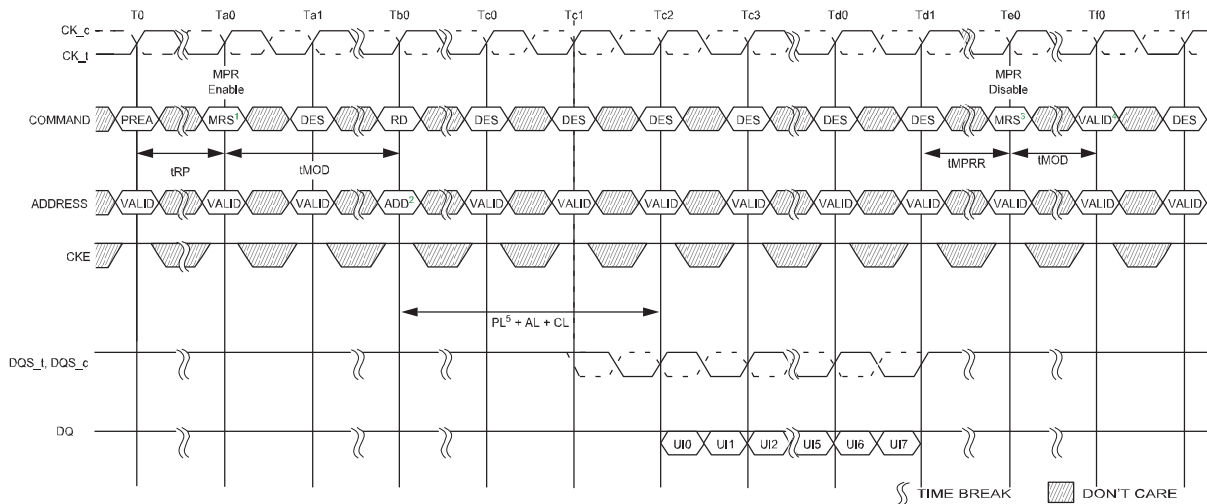 T0 Ta0 Ta1 Tb0 Tc0 Tc1 Tc2 Tc3 Td0 Td1 Te0 Tf0 Tf1
CK_c
CK_t
MPR Enable
MPR Disable
COMMAND PREA MRS1 DES RD DES DES DES DES DES DES MRS3 VALID4 DES
tRP tMOD tMPRR tMOD
ADDRESS VALID VALID VALID ADD2 VALID VALID VALID VALID VALID VALID VALID VALID VALID
CKE
PL5 + AL + CL
DQS_t, DQS_c
DQ UI0 UI1 UI2 UI5 UI6 UI7
TIME BREAK DON'T CARE